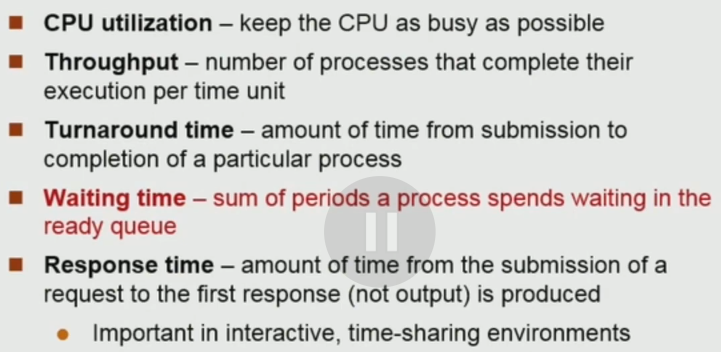 CPU utilization – keep the CPU as busy as possible
Throughput – number of processes that complete their
execution per time unit
Turnaround time – amount of time from submission to
completion of a particular process
Waiting time – sum of periods a process spends waiting in the
ready queue
Response time – amount of time from the submission of a
request to the first response (not output) is produced
Important in interactive, time-sharing environments